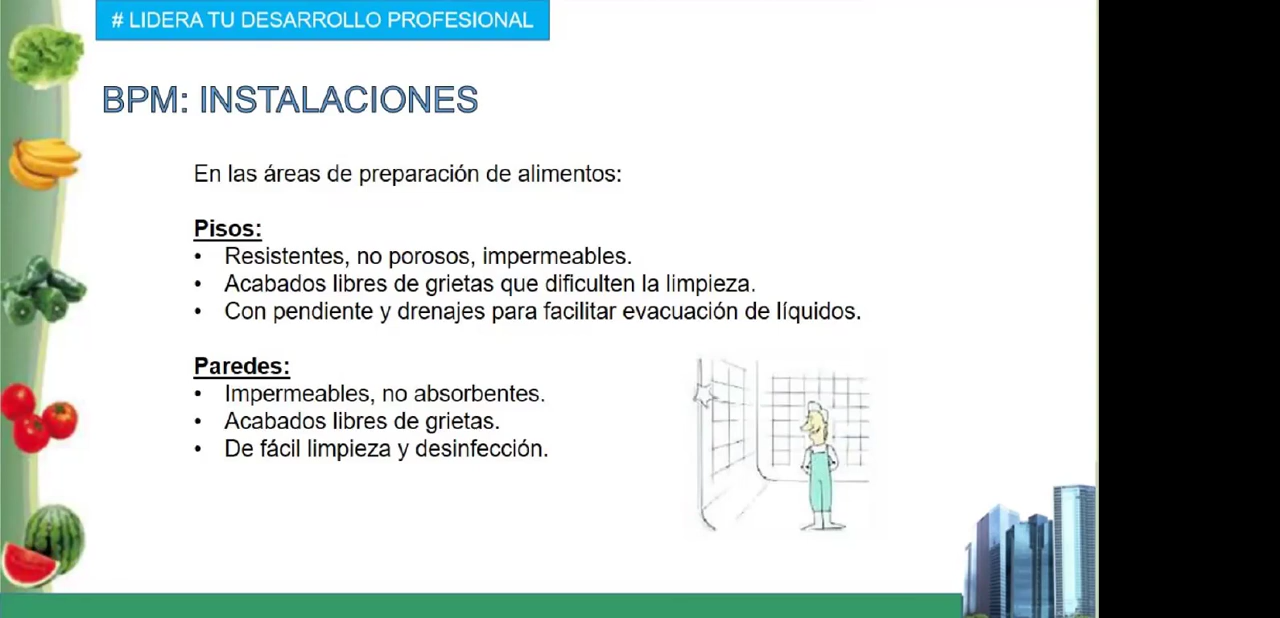 # LIDERA TU DESARROLLO PROFESIONAL
BPM: INSTALACIONES
En las áreas de preparación de alimentos:
Pisos:
• Resistentes, no porosos, impermeables.
• Acabados libres de grietas que dificulten la limpieza.
• Con pendiente y drenajes para facilitar evacuación de líquidos.
Paredes:
• Impermeables, no absorbentes.
• Acabados libres de grietas.
• De fácil limpieza y desinfección.